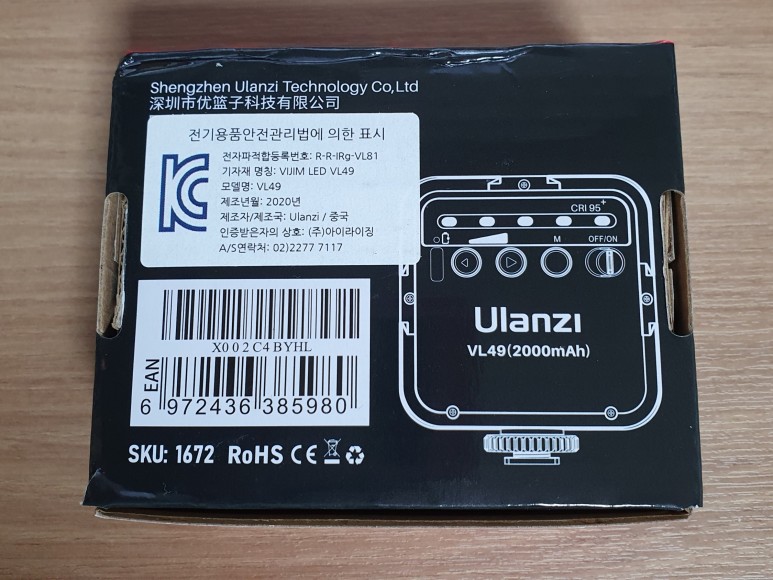 Shengzhen Ulanzi Technology Co,Ltd
深圳市优篮子科技有限公司
전기용품안전관리법에 의한 표시
전자파적합등록번호: R-R-IRg-VL81
기자재 명칭: VIJIM LED VL49
모델명: VL49
제조년월: 2020년
제조자/제조국: Ulanzi / 중국
인증받은자의 상호: (주)아이라이징
A/S연락처: 02)2277 7117
CRI 95+
M OFF/ON
Ulanzi
VL49(2000mAh)
X002C4BYHL
EAN
6 972436 385980
SKU: 1672 RoHS CE